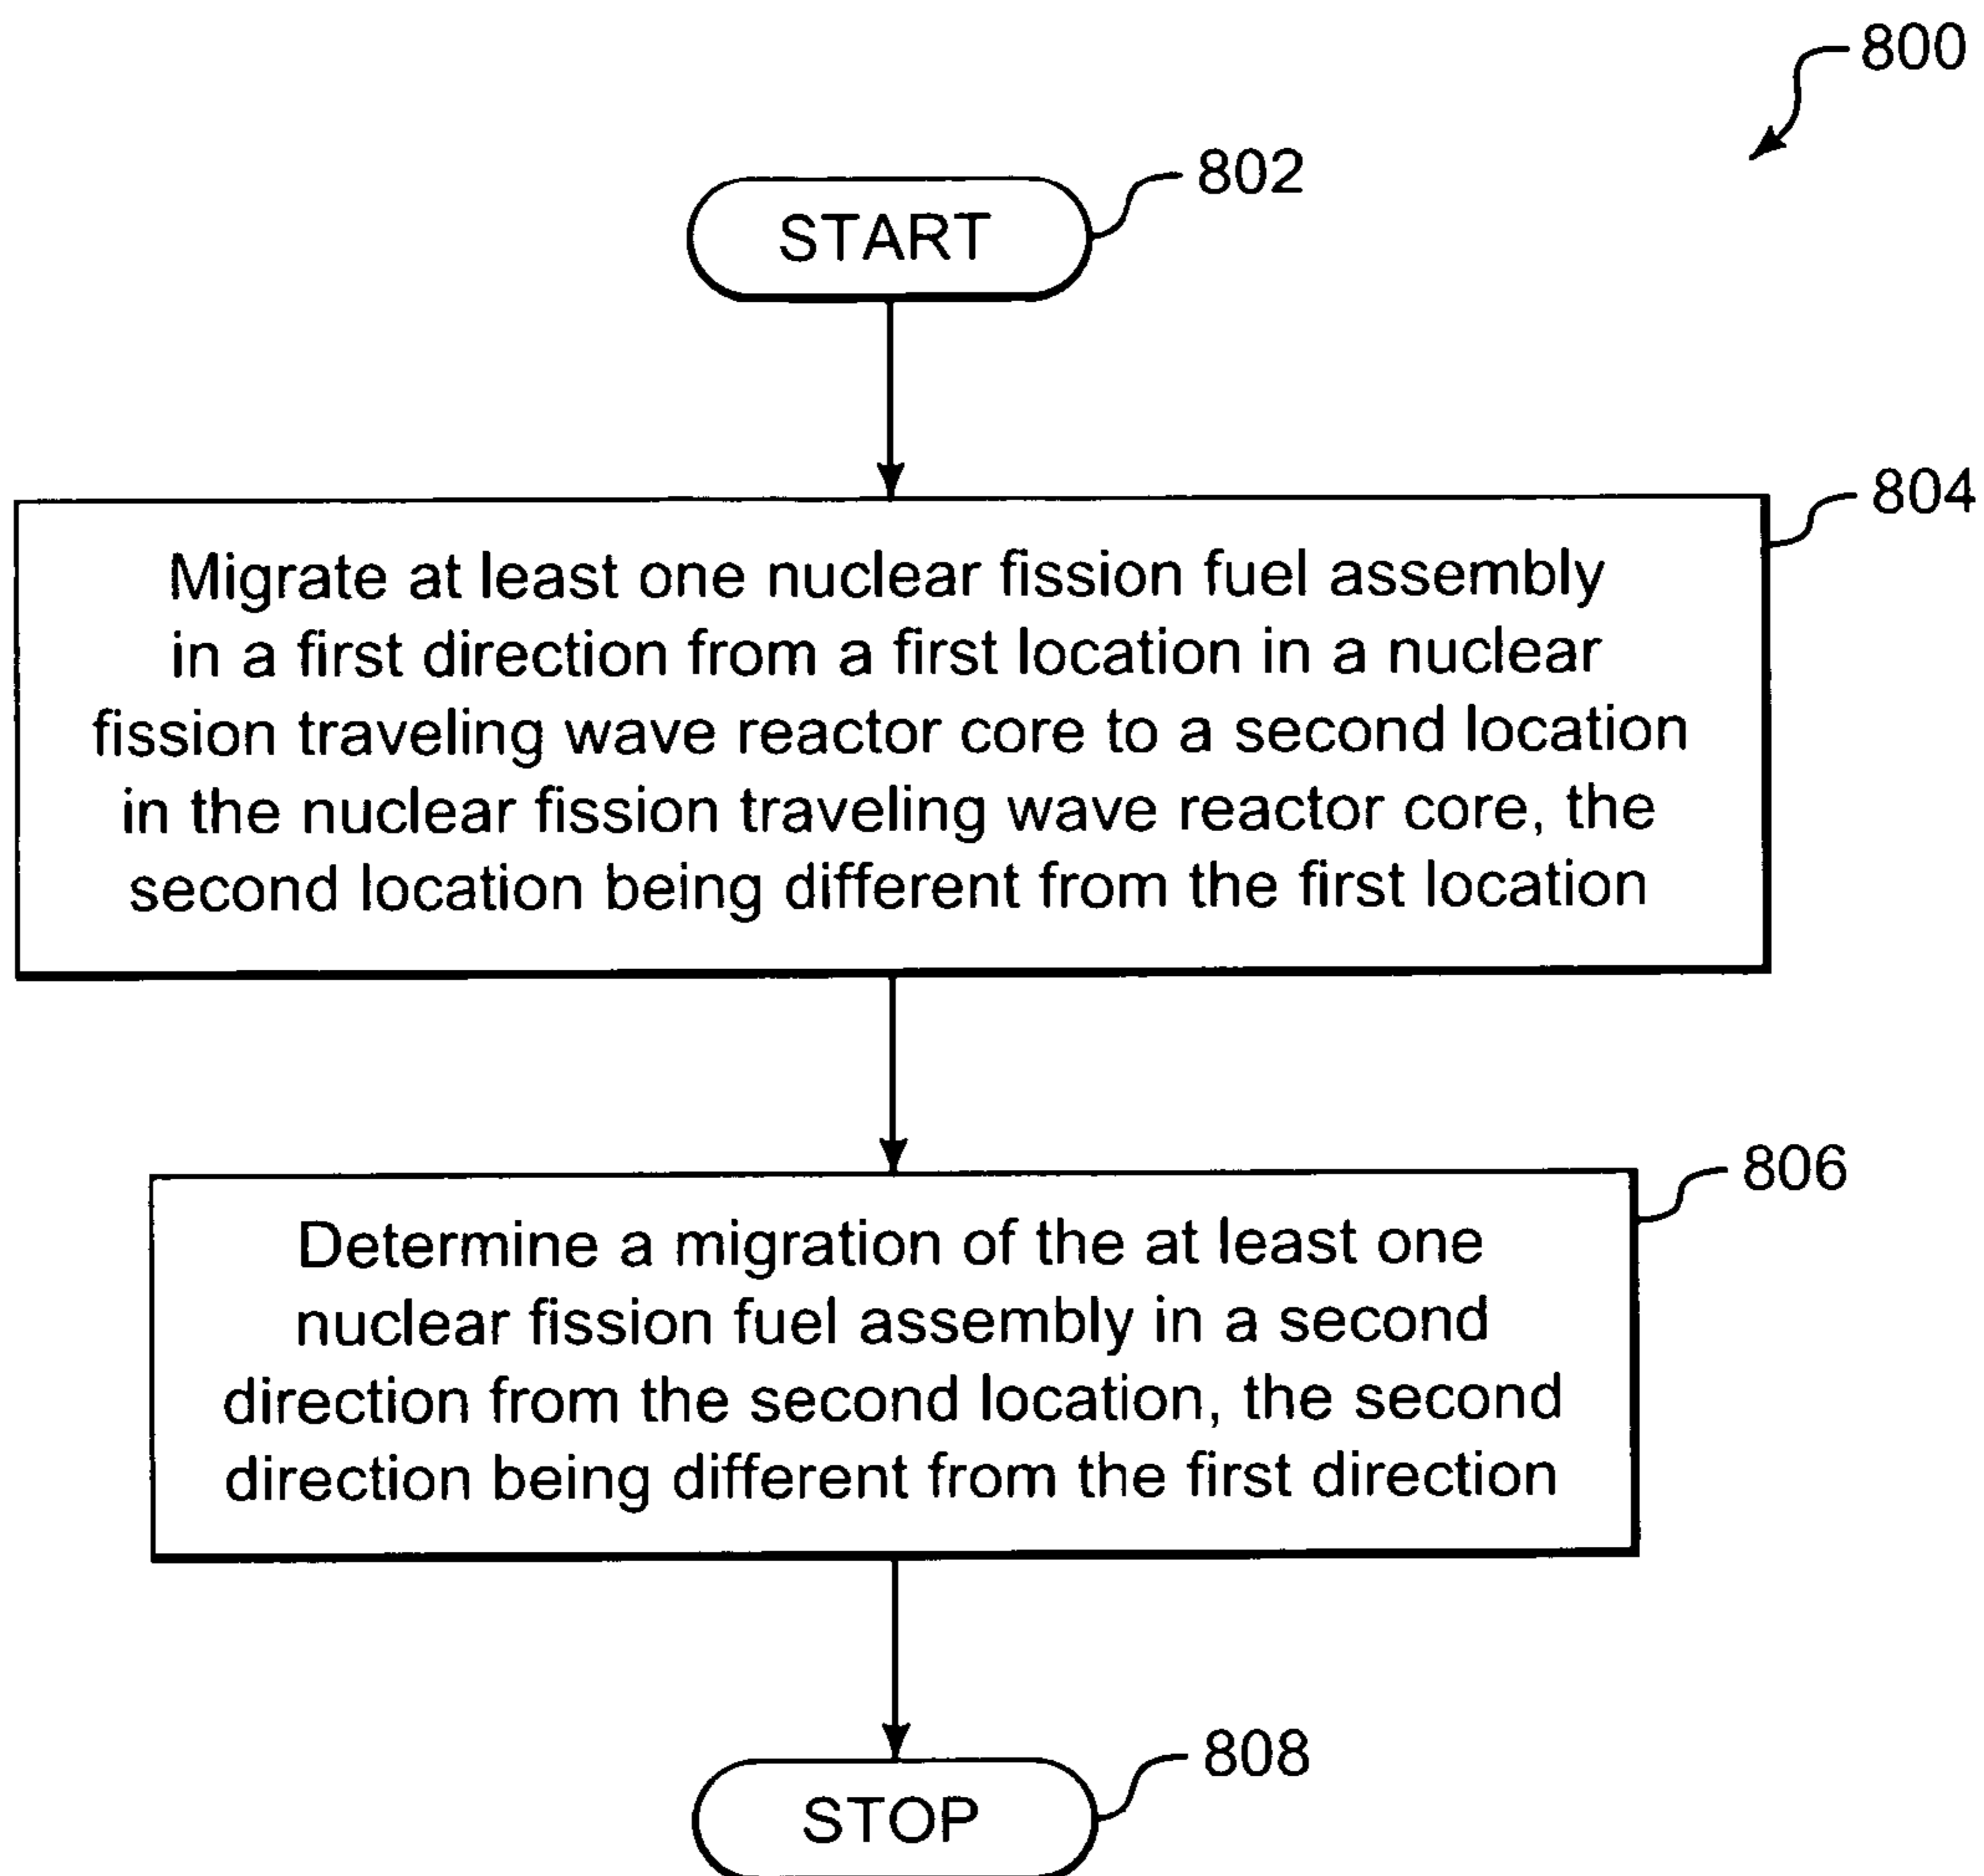 800
802
START
804
Migrate at least one nuclear fission fuel assembly
in a first direction from a first location in a nuclear
fission traveling wave reactor core to a second location
in the nuclear fission traveling wave reactor core, the
second location being different from the first location
806
Determine a migration of the at least one
nuclear fission fuel assembly in a second
direction from the second location, the second
direction being different from the first direction
808
STOP